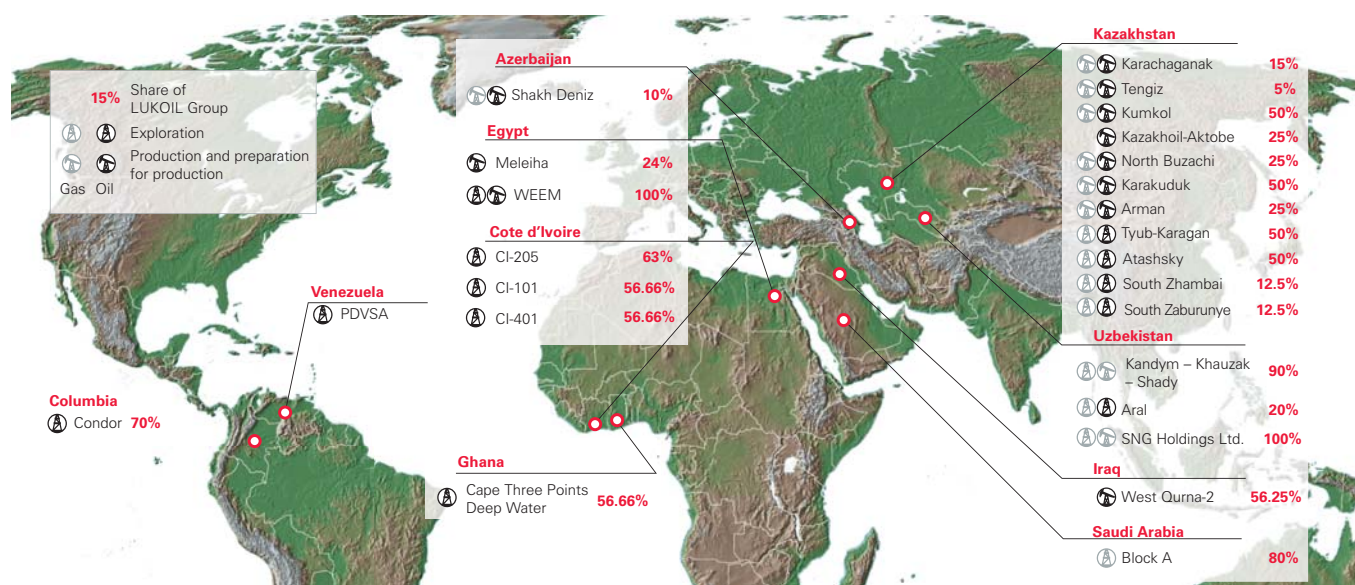 15% Share of
LUKOIL Group
Exploration
Production and preparation
for production
Gas Oil
Venezuela
PDVSA
Columbia
Condor 70%
Azerbaijan
Shakh Deniz 10%
Egypt
Meleiha 24%
WEEM 100%
Cote d'Ivoire
CI-205 63%
CI-101 56.66%
CI-401 56.66%
Ghana
Cape Three Points
Deep Water 56.66%
Kazakhstan
Karachaganak 15%
Tengiz 5%
Kumkol 50%
Kazakhoil-Aktobe 25%
North Buzachi 25%
Karakuduk 50%
Arman 25%
Tyub-Karagan 50%
Atashsky 50%
South Zhambai 12.5%
South Zaburunye 12.5%
Uzbekistan
Kandym – Khauzak
– Shady 90%
Aral 20%
SNG Holdings Ltd. 100%
Iraq
West Qurna-2 56.25%
Saudi Arabia
Block A 80%